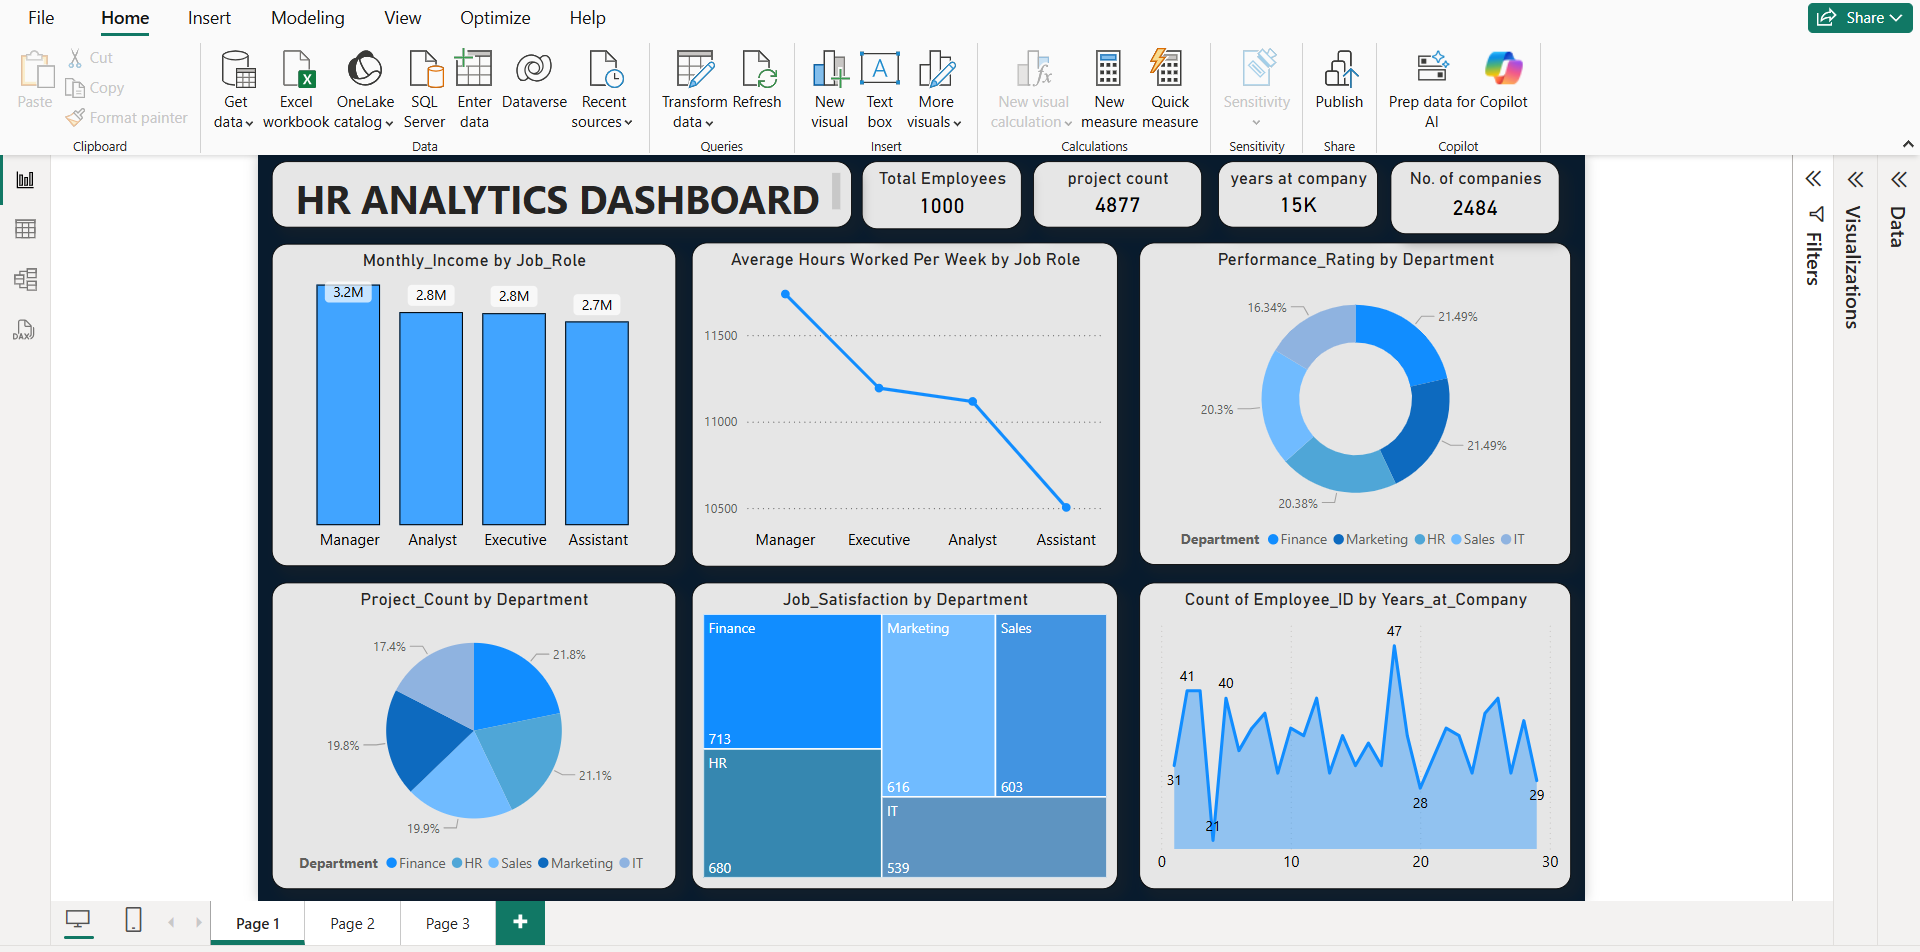 File Home Insert Modeling View Optimize Help Share
Paste
Cut
Copy
Format painter
Clipboard
Get data
Excel workbook
OneLake catalog
SQL Server
Enter data
Dataverse
Recent sources
Data
Transform data
Refresh
Queries
New visual
Text box
More visuals
Insert
New visual calculation
New measure
Quick measure
Calculations
Sensitivity
Sensitivity
Publish
Share
Prep data for AI
Copilot
Copilot
DAX
HR ANALYTICS DASHBOARD
Total Employees
1000
project count
4877
years at company
15K
No. of companies
2484
Monthly_Income by Job_Role
3.2M
2.8M
2.8M
2.7M
Manager Analyst Executive Assistant
Average Hours Worked Per Week by Job Role
11500
11000
10500
Manager Executive Analyst Assistant
Performance_Rating by Department
16.34%
21.49%
20.3%
21.49%
20.38%
Department Finance Marketing HR Sales IT
Project_Count by Department
17.4%
21.8%
19.8%
21.1%
19.9%
Department Finance HR Sales Marketing IT
Job_Satisfaction by Department
Finance
713
HR
680
Marketing
616
Sales
603
IT
539
Count of Employee_ID by Years_at_Company
47
41
40
31
21
28
29
0 10 20 30
Filters
Visualizations
Data
Page 1 Page 2 Page 3